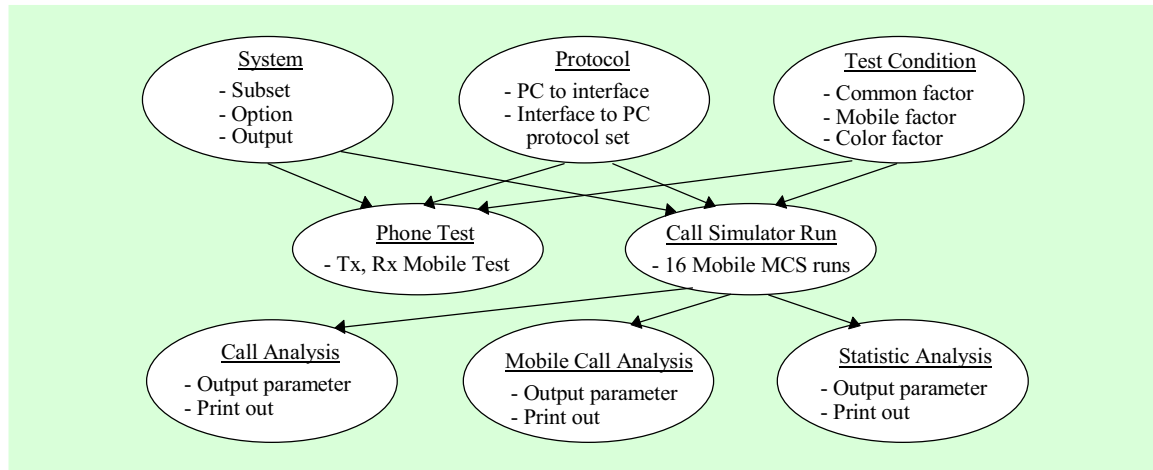 System
- Subset
- Option
- Output
Protocol
- PC to interface
- Interface to PC
protocol set
Test Condition
- Common factor
- Mobile factor
- Color factor
Phone Test
- Tx, Rx Mobile Test
Call Simulator Run
- 16 Mobile MCS runs
Call Analysis
- Output parameter
- Print out
Mobile Call Analysis
- Output parameter
- Print out
Statistic Analysis
- Output parameter
- Print out